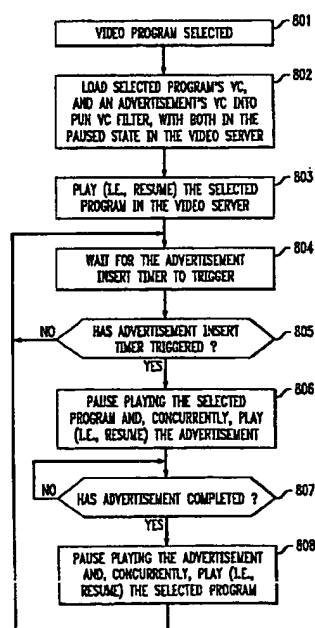 VIDEO PROGRAM SELECTED
801
802
LOAD SELECTED PROGRAM'S VC,
AND AN ADVERTISEMENT'S VC INTO
PUN VC FILTER, WITH BOTH IN THE
PAUSED STATE IN THE VIDEO SERVER
803
PLAY (I.E., RESUME) THE SELECTED
PROGRAM IN THE VIDEO SERVER
804
WAIT FOR THE ADVERTISEMENT
INSERT TIMER TO TRIGGER
NO
HAS ADVERTISEMENT INSERT
TIMER TRIGGERED ?
805
YES
806
PAUSE PLAYING THE SELECTED
PROGRAM AND, CONCURRENTLY, PLAY
(I.E., RESUME) THE ADVERTISEMENT
NO
HAS ADVERTISEMENT COMPLETED ?
807
YES
808
PAUSE PLAYING THE ADVERTISEMENT
AND, CONCURRENTLY, PLAY (I.E.,
RESUME) THE SELECTED PROGRAM